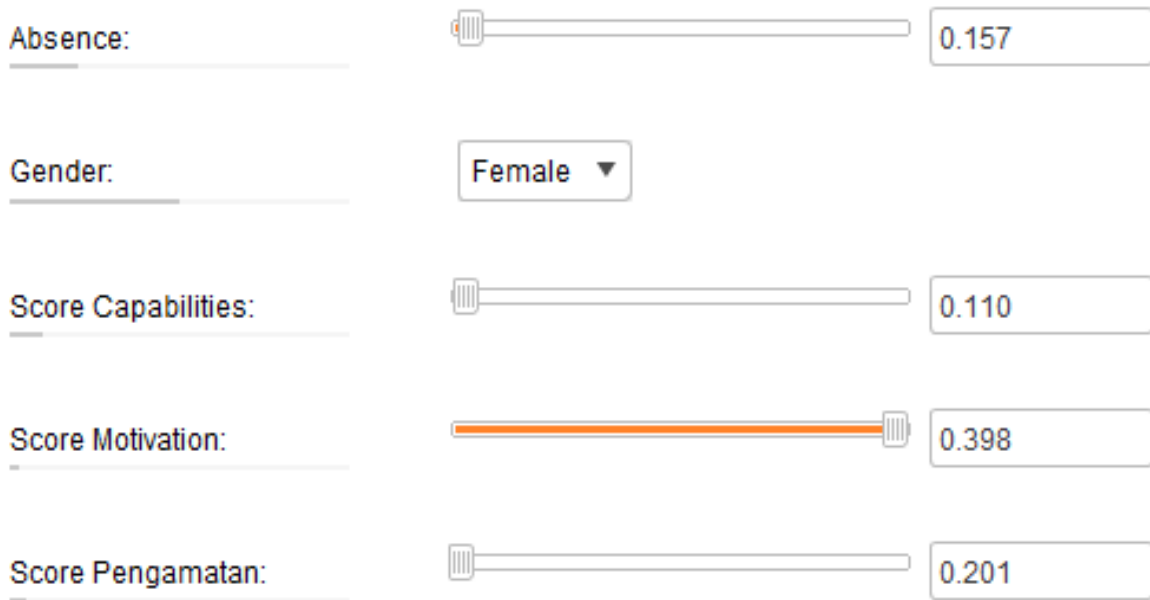 Absence: 0.157
Gender: Female
Score Capabilities: 0.110
Score Motivation: 0.398
Score Pengamatan: 0.201